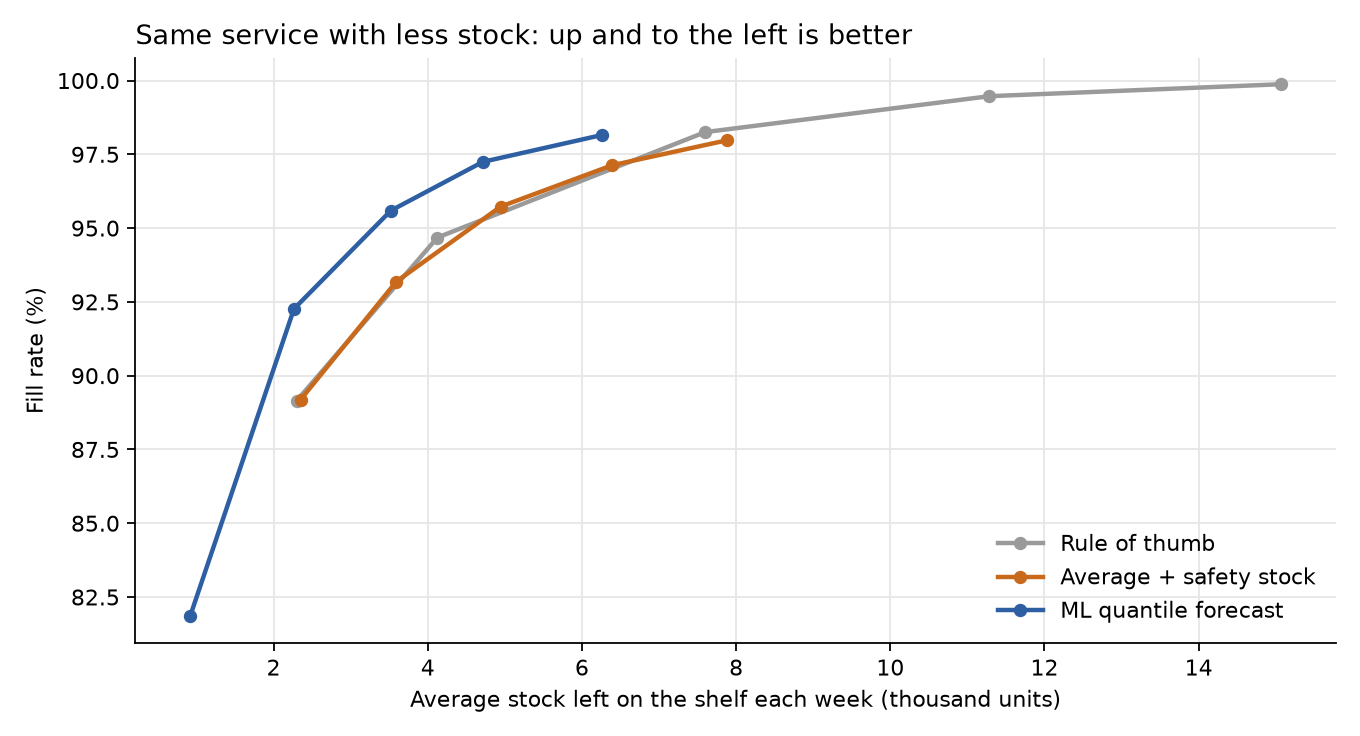 Same service with less stock: up and to the left is better
Fill rate (%)
100.0
97.5
95.0
92.5
90.0
87.5
85.0
82.5
2 4 6 8 10 12 14
Average stock left on the shelf each week (thousand units)
Rule of thumb
Average + safety stock
ML quantile forecast